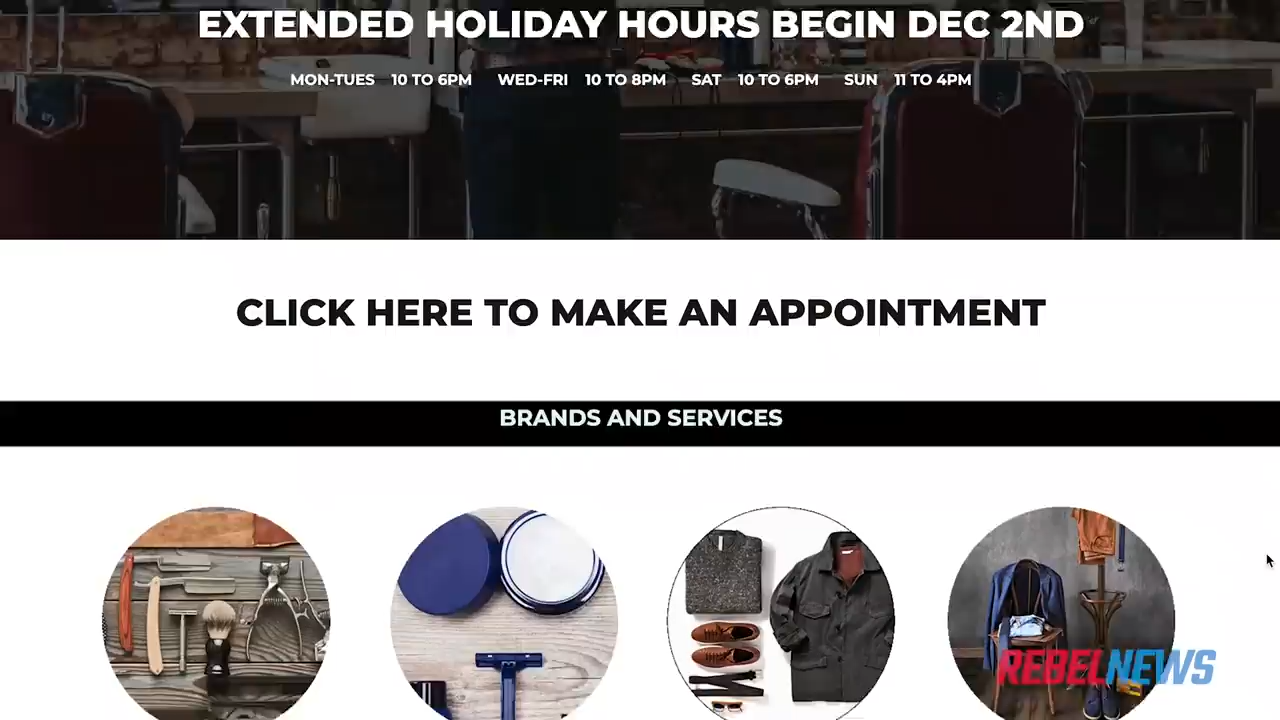 EXTENDED HOLIDAY HOURS BEGIN DEC 2ND
MON-TUES 10 TO 6PM WED-FRI 10 TO 8PM SAT 10 TO 6PM SUN 11 TO 4PM
CLICK HERE TO MAKE AN APPOINTMENT
BRANDS AND SERVICES
REBELNEWS